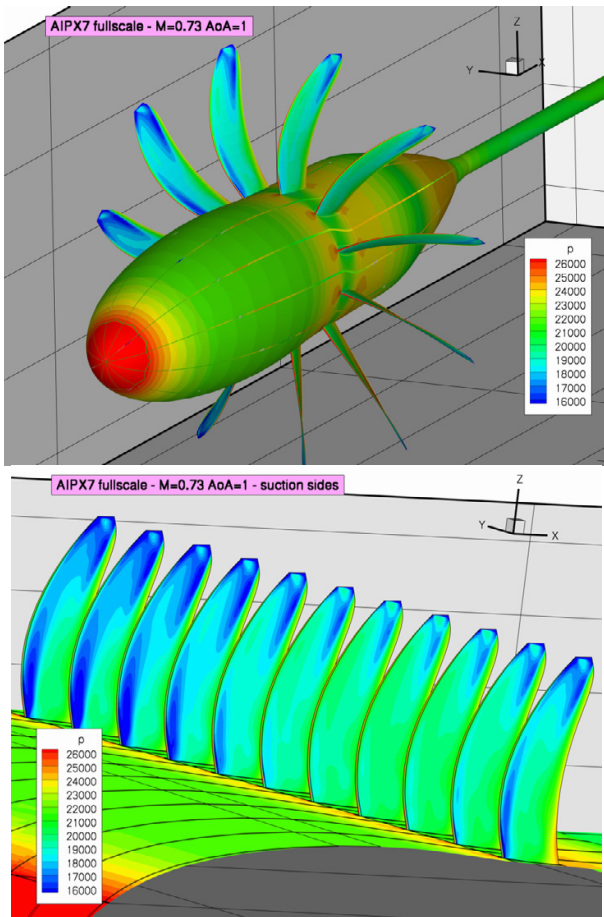 AIPX7 fullscale - M=0.73 AoA=1
Z
Y
X
p
26000
25000
24000
23000
22000
21000
20000
19000
18000
17000
16000
AIPX7 fullscale - M=0.73 AoA=1 - suction sides
Z
Y
X
p
26000
25000
24000
23000
22000
21000
20000
19000
18000
17000
16000